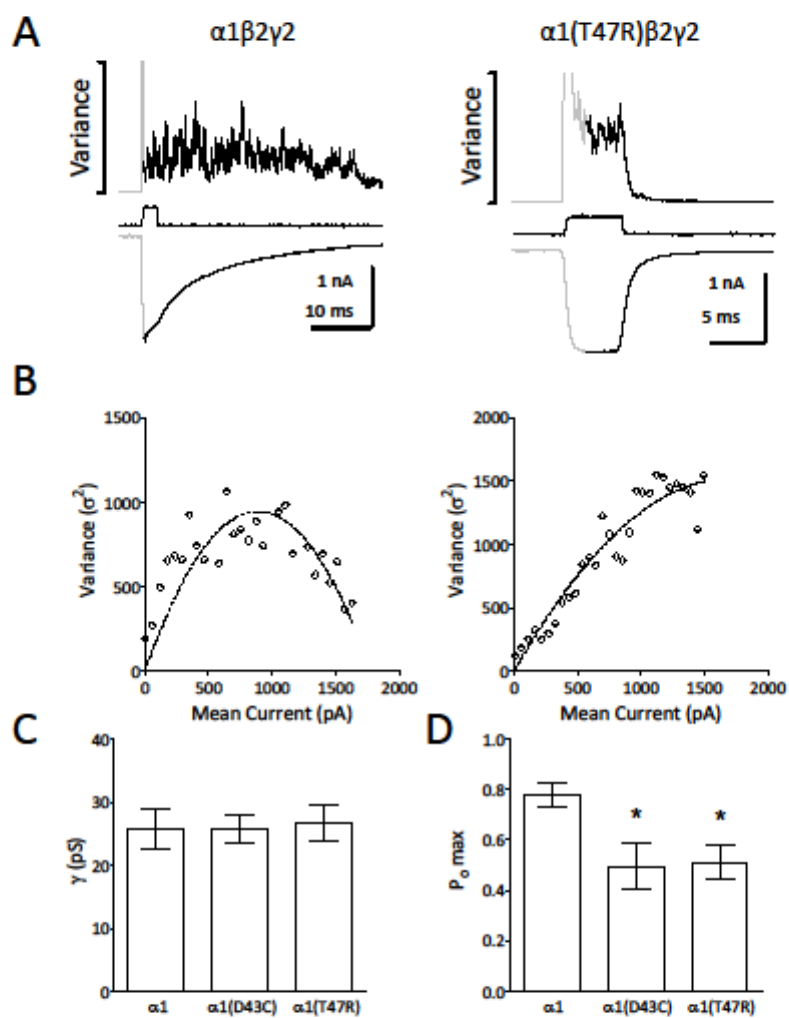 A
α1β2γ2
α1(T47R)β2γ2
Variance
Variance
1 nA
10 ms
1 nA
5 ms
B
1500
1000
500
0
Variance (σ²)
0 500 1000 1500 2000
Mean Current (pA)
2000
1500
1000
500
0
Variance (σ²)
0 500 1000 1500 2000
Mean Current (pA)
C
40
30
20
10
0
γ (pS)
α1 α1(D43C) α1(T47R)
D
1.0
0.8
0.6
0.4
0.2
0.0
Pₒ max
* *
α1 α1(D43C) α1(T47R)